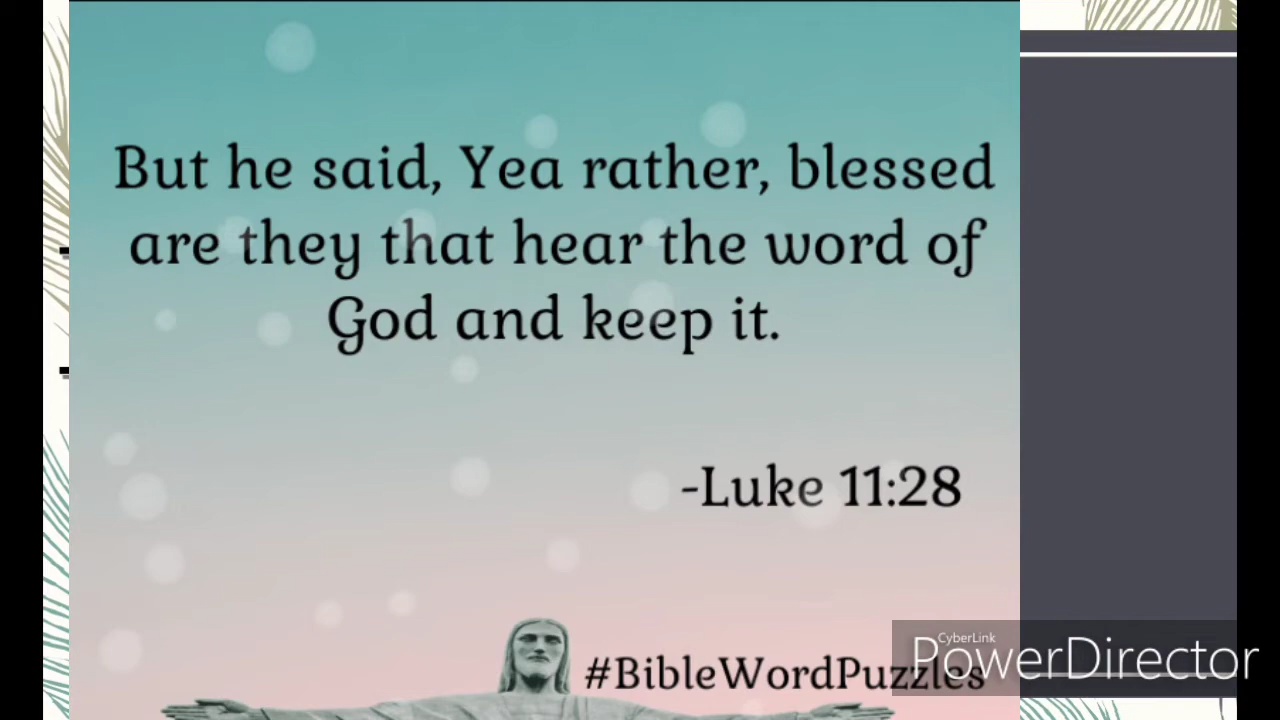 But he said, Yea rather, blessed
are they that hear the word of
God and keep it.
-Luke 11:28
#BibleWordPuzzles
CyberLink
PowerDirector